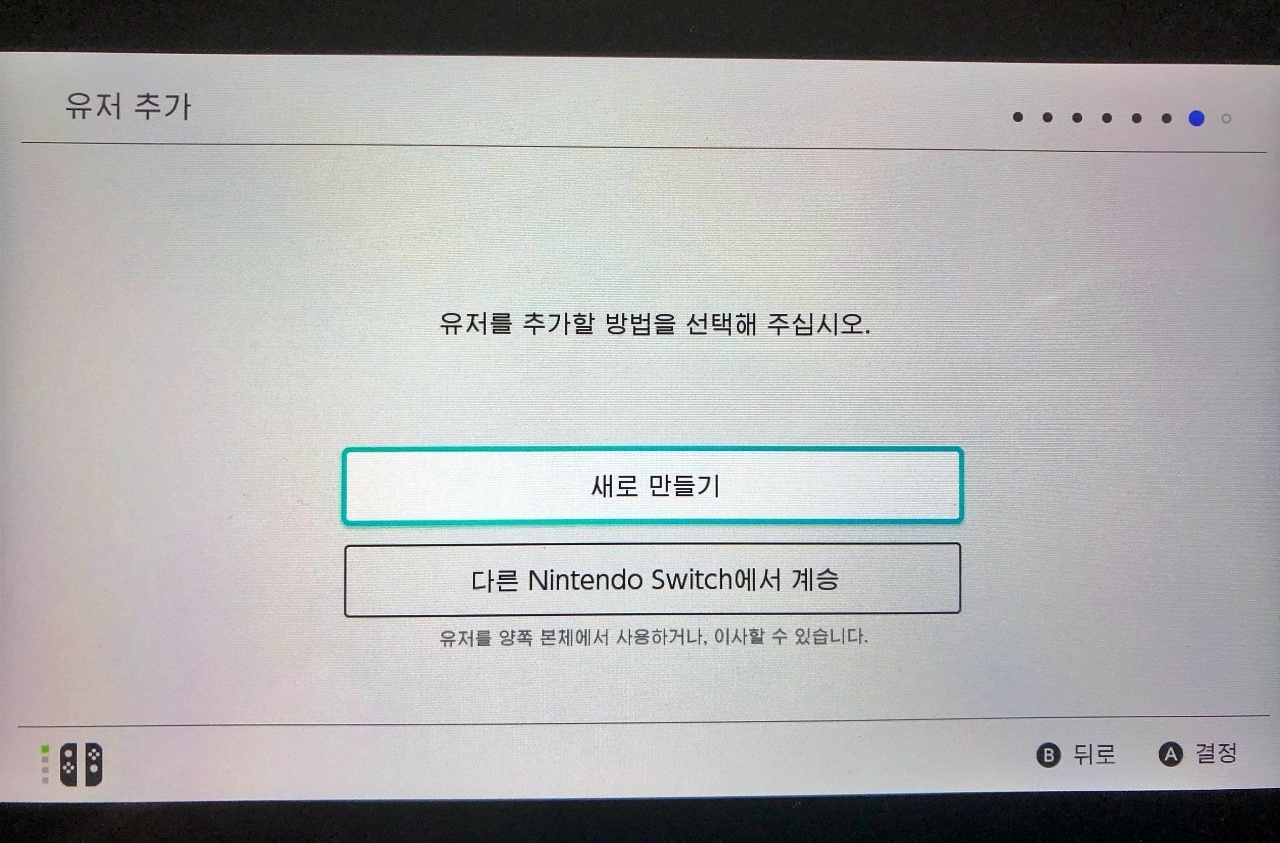 유저 추가
유저를 추가할 방법을 선택해 주십시오.
새로 만들기
다른 Nintendo Switch에서 계승
유저를 양쪽 본체에서 사용하거나, 이사할 수 있습니다.
B 뒤로 A 결정